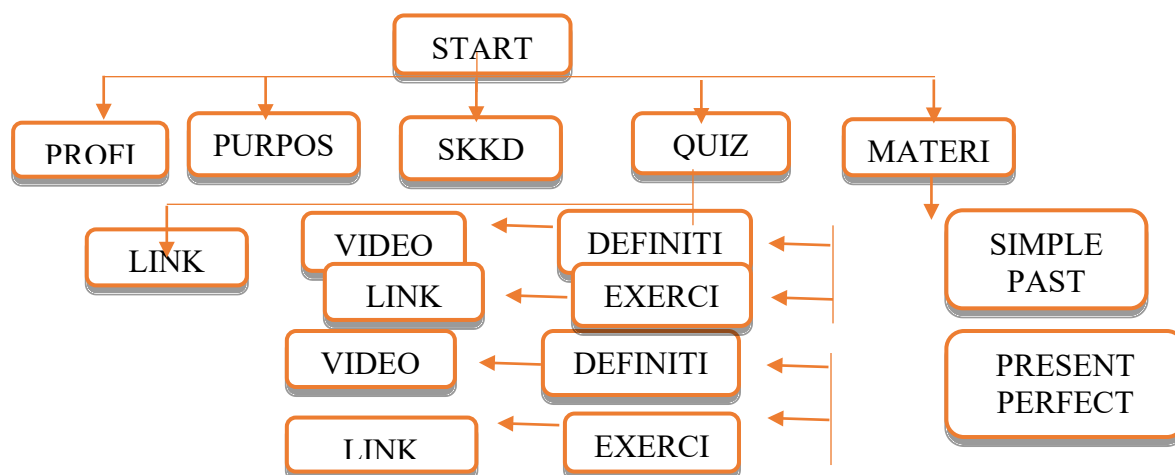 START
PROFI
PURPOS
SKKD
QUIZ
MATERI
LINK
VIDEO
DEFINITI
SIMPLE
PAST
LINK
EXERCI
VIDEO
DEFINITI
PRESENT
PERFECT
LINK
EXERCI